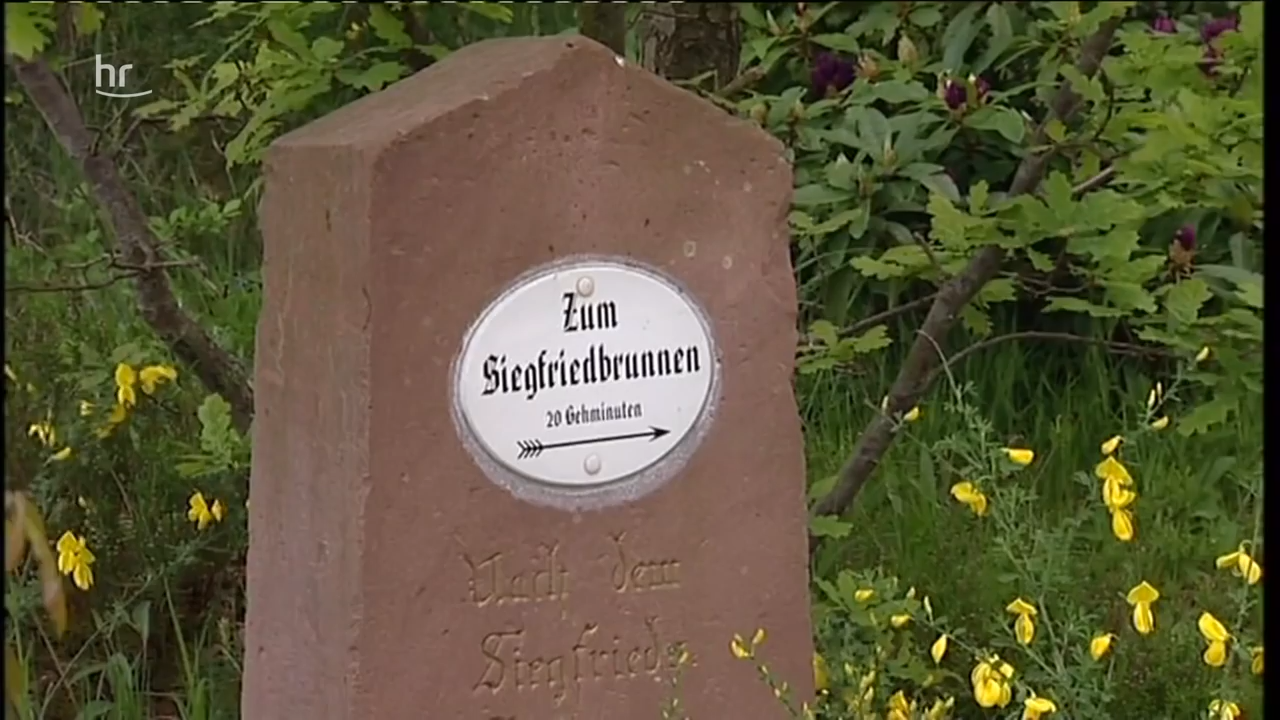 hr
Zum
Siegfriedbrunnen
20 Gehminuten
Nach dem
Siegfrieds-